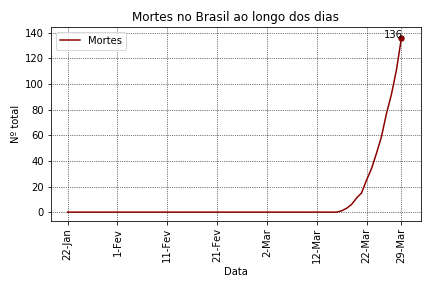 Mortes no Brasil ao longo dos dias
136
Mortes
140
120
100
80
60
40
20
0
Nº total
22-Jan
1-Fev
11-Fev
21-Fev
2-Mar
12-Mar
22-Mar
29-Mar
Data